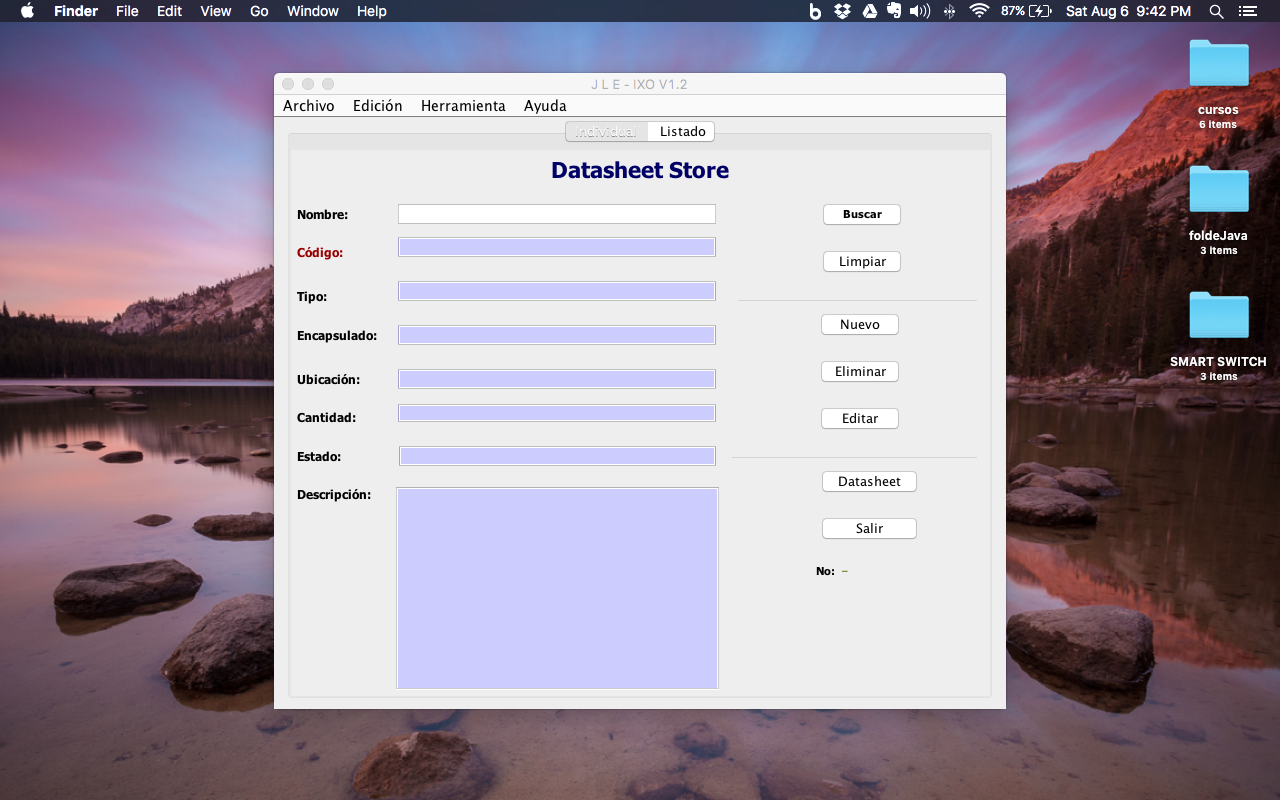 Finder File Edit View Go Window Help 87% Sat Aug 6 9:42 PM
J L E - IXO V1.2
Archivo Edición Herramienta Ayuda
Individual Listado
Datasheet Store
Nombre: Buscar
Código:
Limpiar
Tipo:
Nuevo
Encapsulado:
Eliminar
Ubicación:
Cantidad: Editar
Estado:
Datasheet
Descripción:
Salir
No: –
cursos
6 items
foldeJava
3 items
SMART SWITCH
3 items